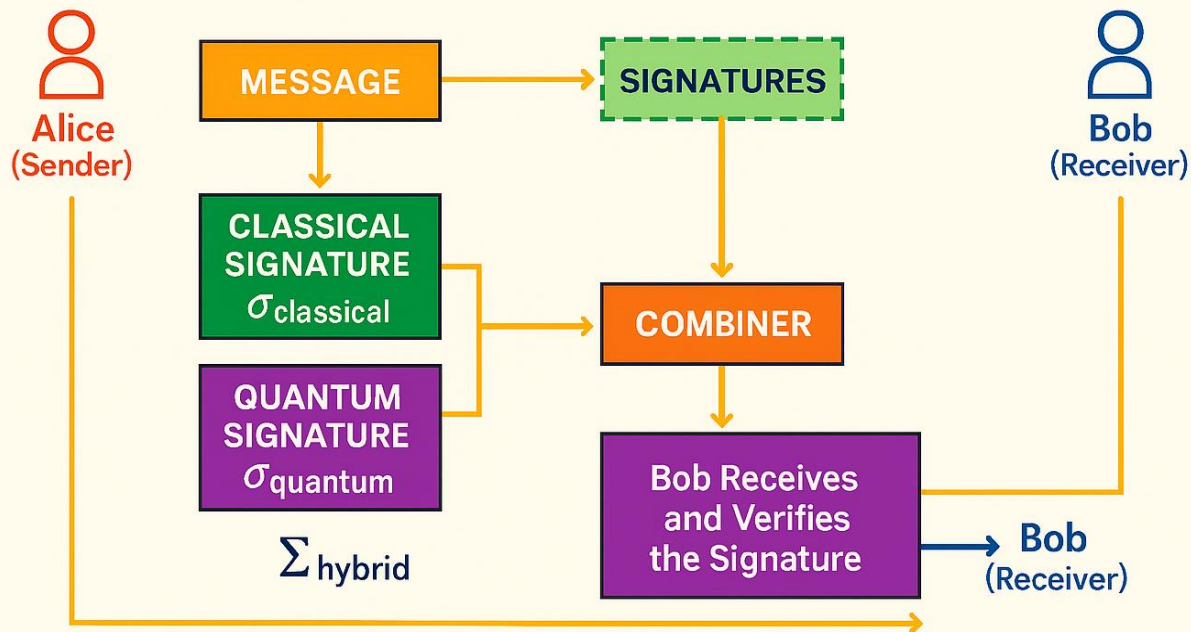 Alice
(Sender)
MESSAGE
SIGNATURES
Bob
(Receiver)
CLASSICAL
SIGNATURE
σclassical
COMBINER
QUANTUM
SIGNATURE
σquantum
Σhybrid
Bob Receives
and Verifies
the Signature
Bob
(Receiver)